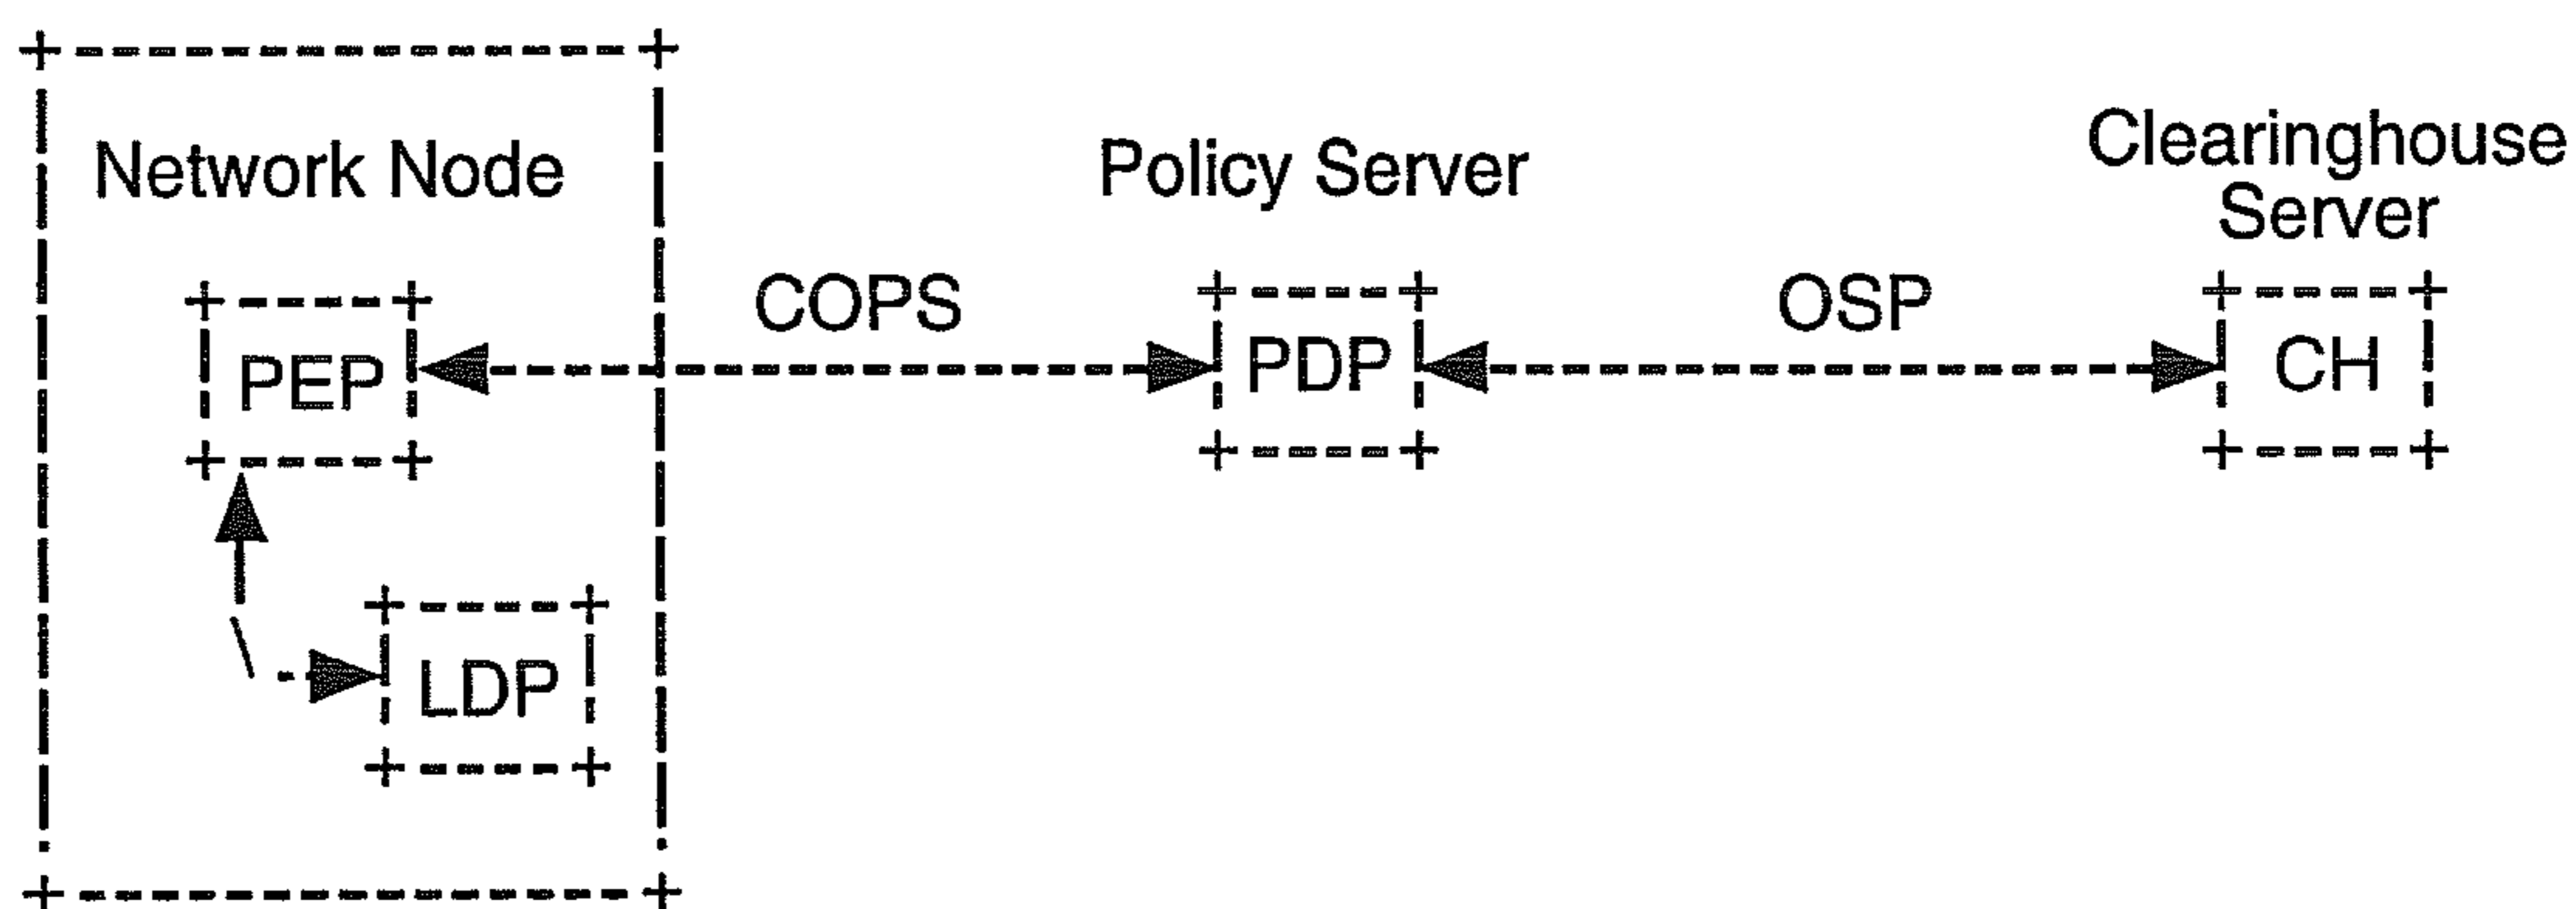 Network Node
Policy Server
Clearinghouse
Server
COPS
OSP
PEP
PDP
CH
LDP